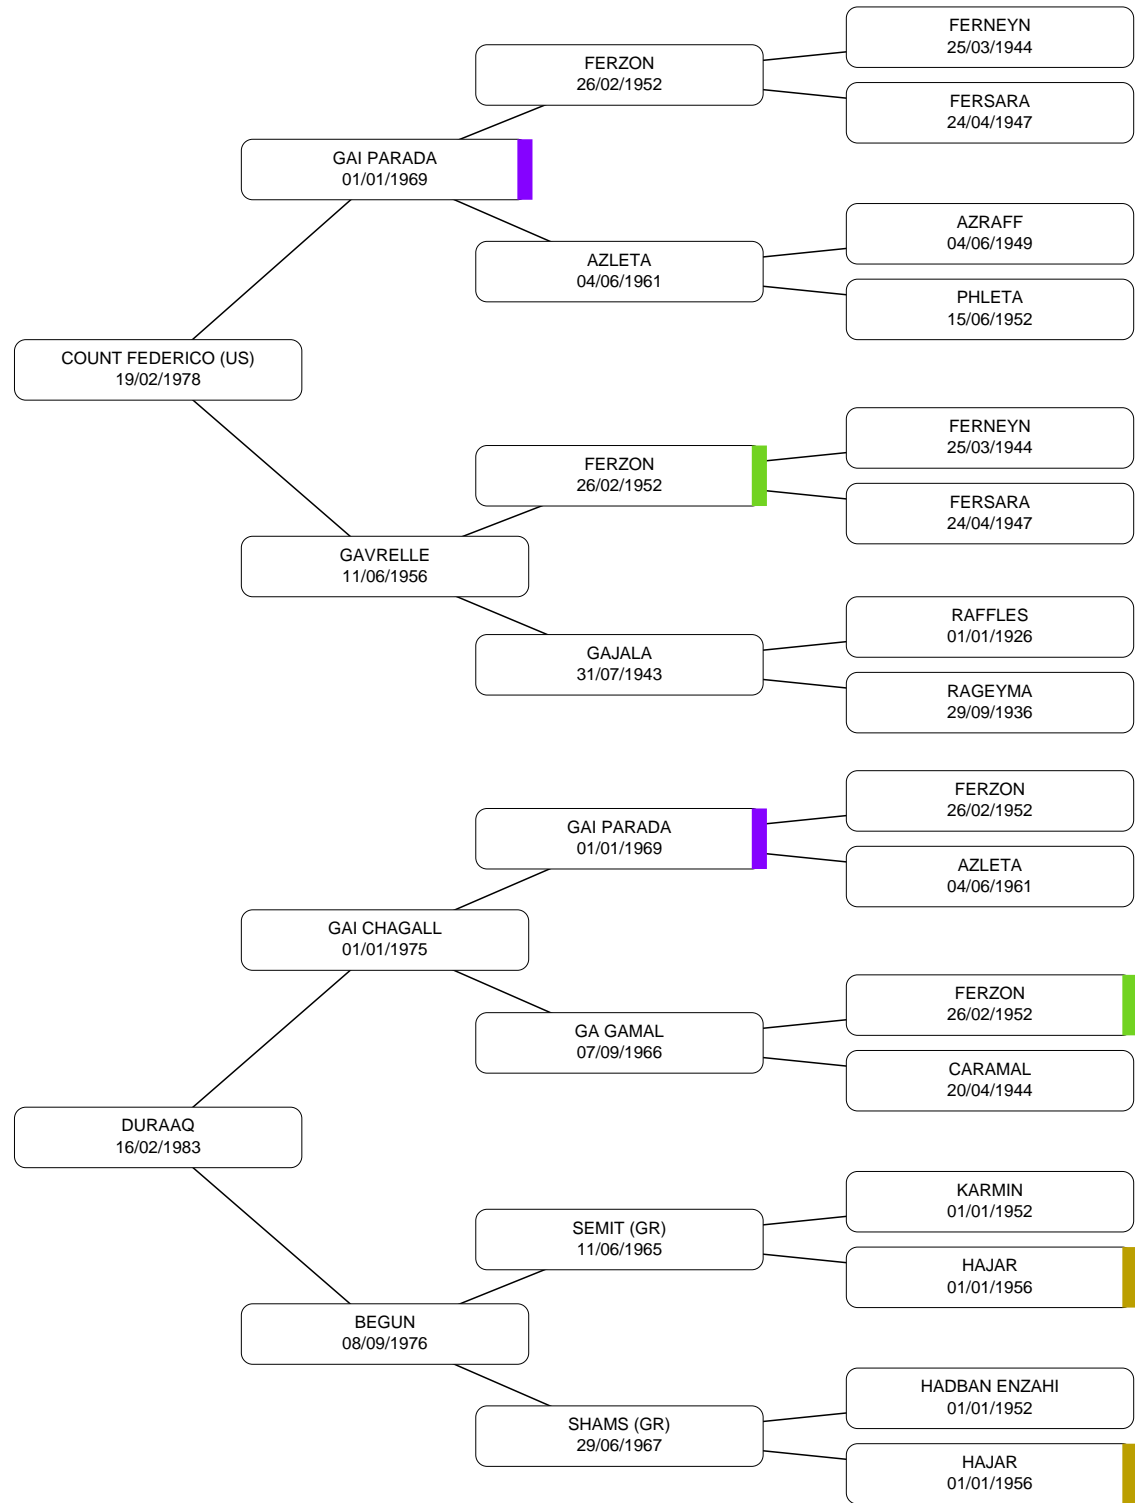 FERNEYN
25/03/1944
FERZON
26/02/1952
FERSARA
24/04/1947
GAI PARADA
01/01/1969
AZRAFF
04/06/1949
AZLETA
04/06/1961
PHLETA
15/06/1952
COUNT FEDERICO (US)
19/02/1978
FERNEYN
25/03/1944
FERZON
26/02/1952
FERSARA
24/04/1947
GAVRELLE
11/06/1956
RAFFLES
01/01/1926
GAJALA
31/07/1943
RAGEYMA
29/09/1936
FERZON
26/02/1952
GAI PARADA
01/01/1969
AZLETA
04/06/1961
GAI CHAGALL
01/01/1975
FERZON
26/02/1952
GA GAMAL
07/09/1966
CARAMAL
20/04/1944
DURAAQ
16/02/1983
KARMIN
01/01/1952
SEMIT (GR)
11/06/1965
HAJAR
01/01/1956
BEGUN
08/09/1976
HADBAN ENZAHI
01/01/1952
SHAMS (GR)
29/06/1967
HAJAR
01/01/1956